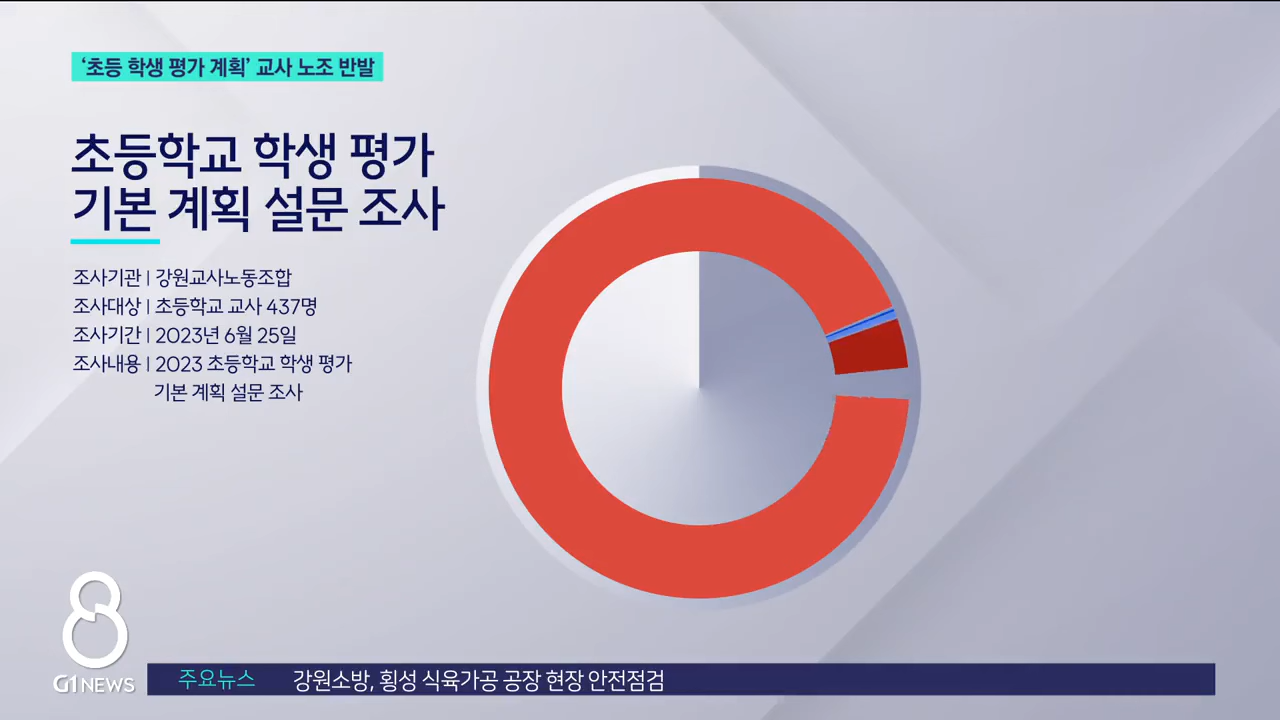 ‘초등 학생 평가 계획’ 교사 노조 반발
초등학교 학생 평가
기본 계획 설문 조사
조사기관 | 강원교사노동조합
조사대상 | 초등학교 교사 437명
조사기간 | 2023년 6월 25일
조사내용 | 2023 초등학교 학생 평가
기본 계획 설문 조사
8
G1 NEWS
주요뉴스 강원소방, 횡성 식육가공 공장 현장 안전점검